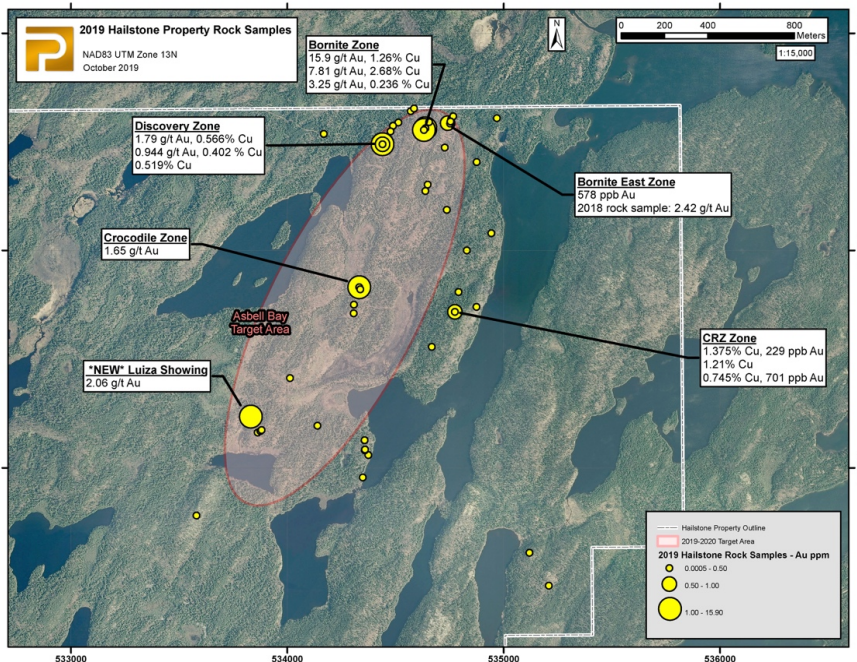 2019 Hailstone Property Rock Samples
NAD83 UTM Zone 13N
October 2019
N
0 200 400 800
Meters
1:15,000
Bornite Zone
15.9 g/t Au, 1.26% Cu
7.81 g/t Au, 2.68% Cu
3.25 g/t Au, 0.236 % Cu
Discovery Zone
1.79 g/t Au, 0.566% Cu
0.944 g/t Au, 0.402 % Cu
0.519% Cu
Bornite East Zone
578 ppb Au
2018 rock sample: 2.42 g/t Au
Crocodile Zone
1.65 g/t Au
Asbell Bay
Target Area
CRZ Zone
1.375% Cu, 229 ppb Au
1.21% Cu
0.745% Cu, 701 ppb Au
*NEW* Luiza Showing
2.06 g/t Au
Hailstone Property Outline
2019-2020 Target Area
2019 Hailstone Rock Samples - Au ppm
0.0005 - 0.50
0.50 - 1.00
1.00 - 15.90
533000 534000 535000 536000